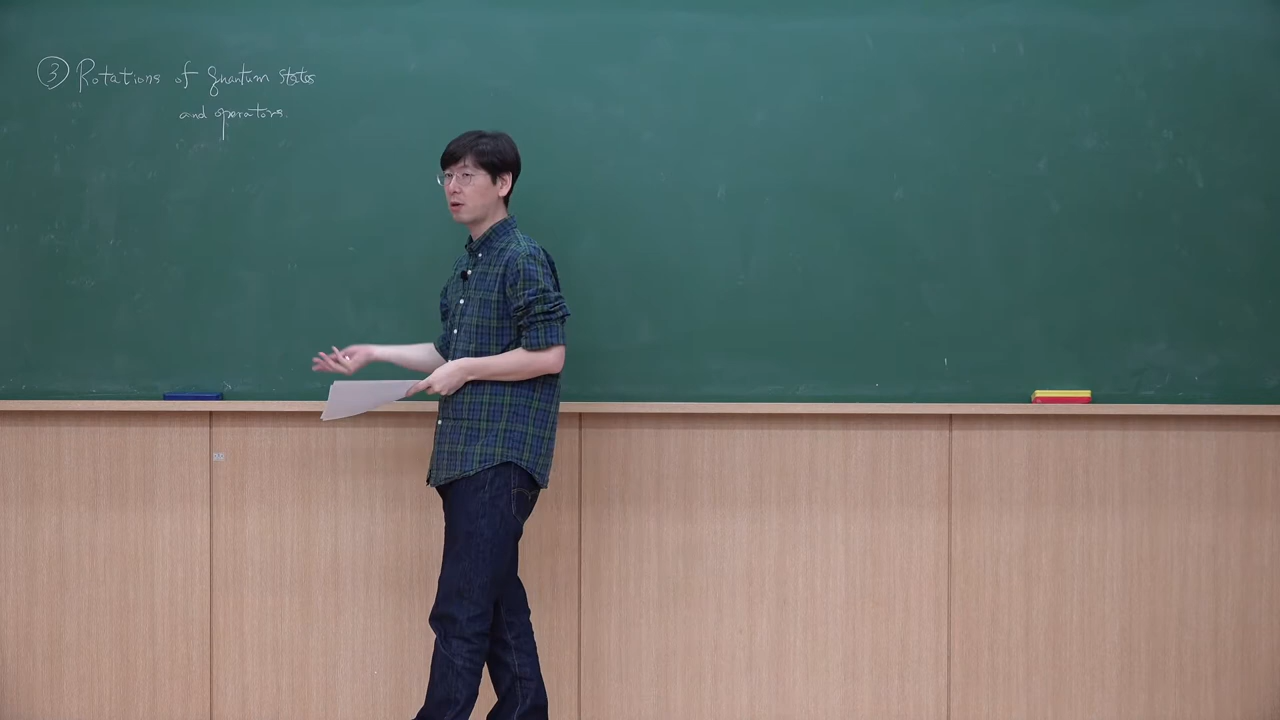 ③ Rotations of quantum states
and operators.